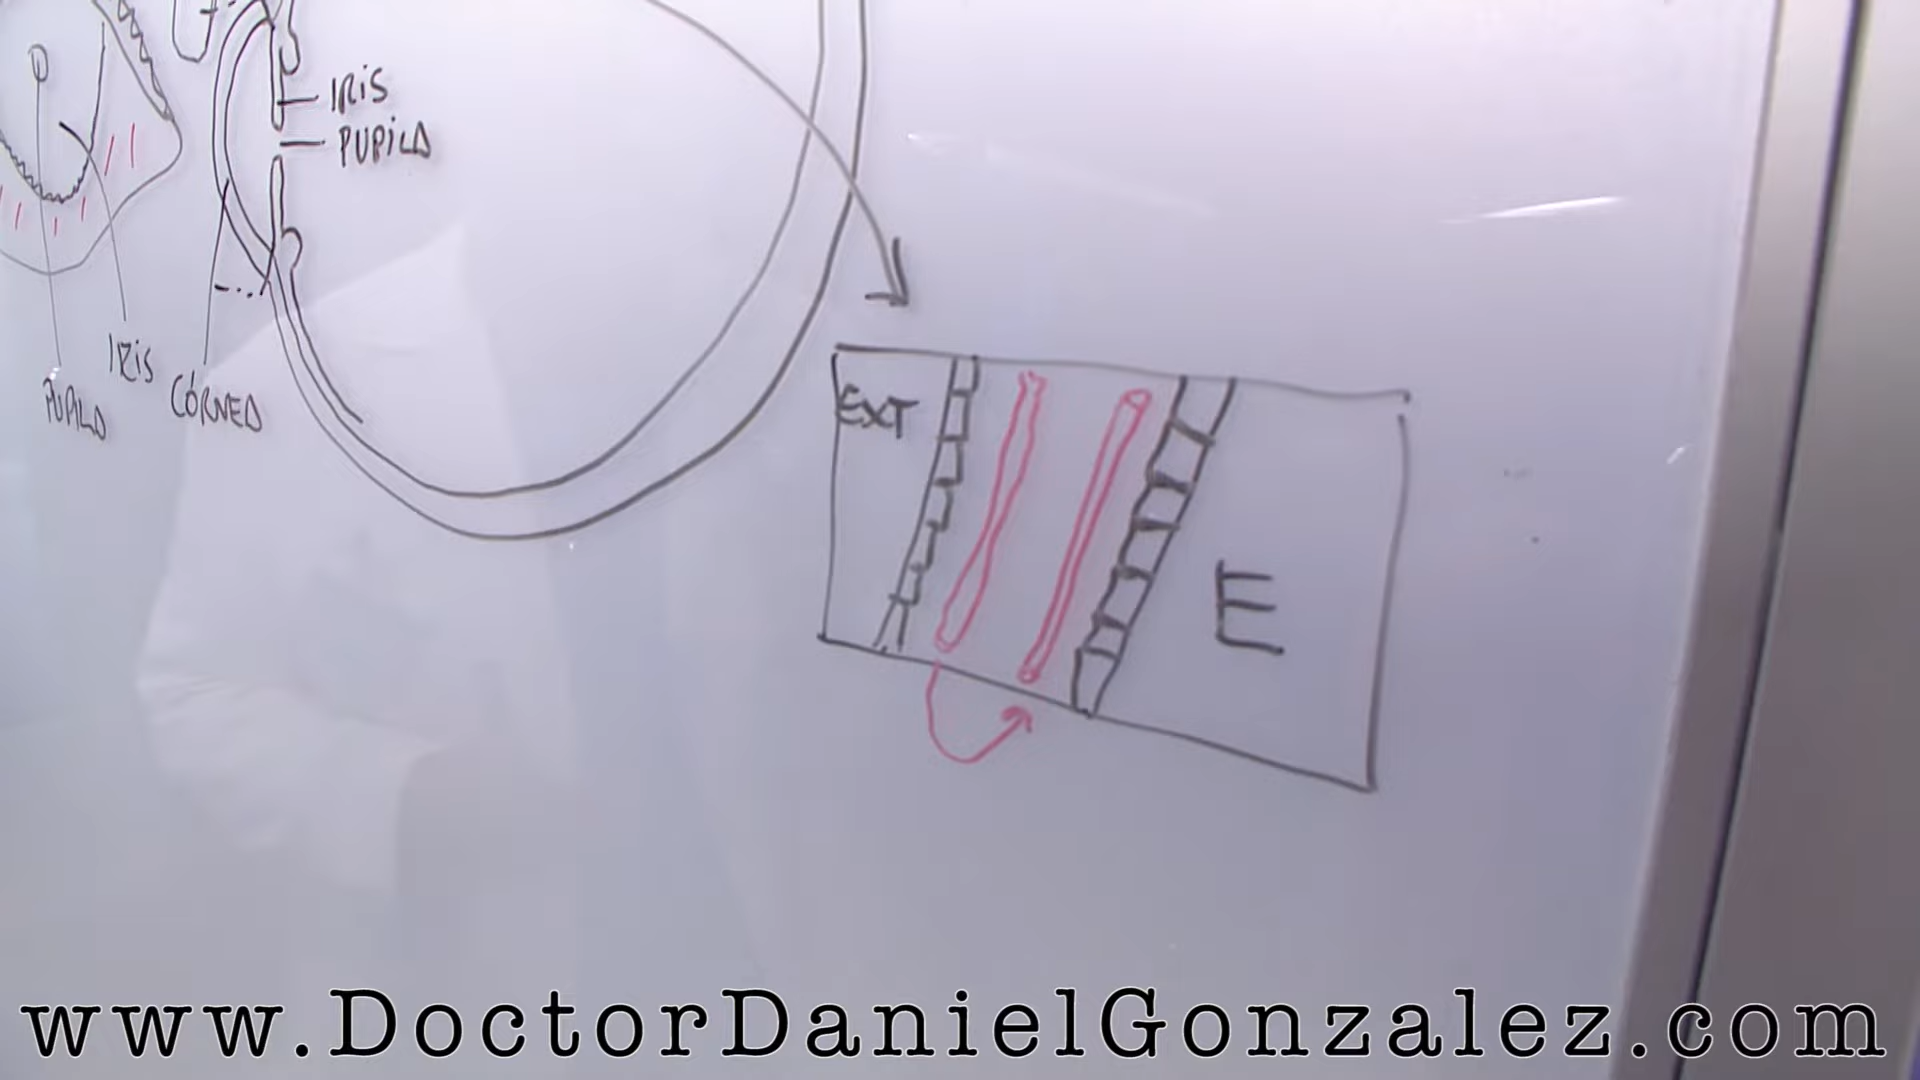 IRIS
PUPILA
IRIS
PUPILA
CÓRNEA
EXT
E
www.DoctorDanielGonzalez.com